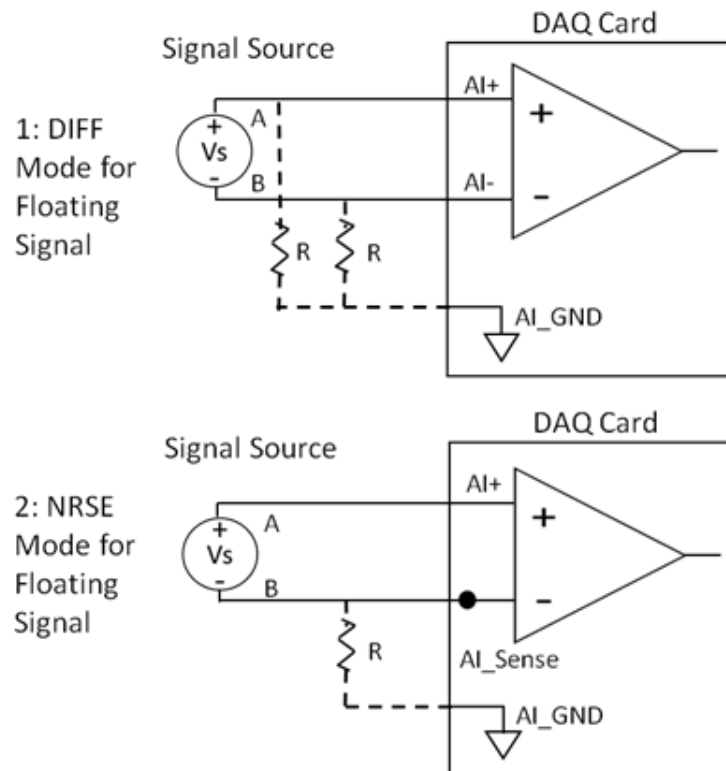 DAQ Card
Signal Source
AI+
1: DIFF
Mode for
Floating
Signal
+
Vs
-
A
B
+
-
AI-
R
R
AI_GND
DAQ Card
Signal Source
AI+
2: NRSE
Mode for
Floating
Signal
+
Vs
-
A
B
+
-
R
AI_Sense
AI_GND